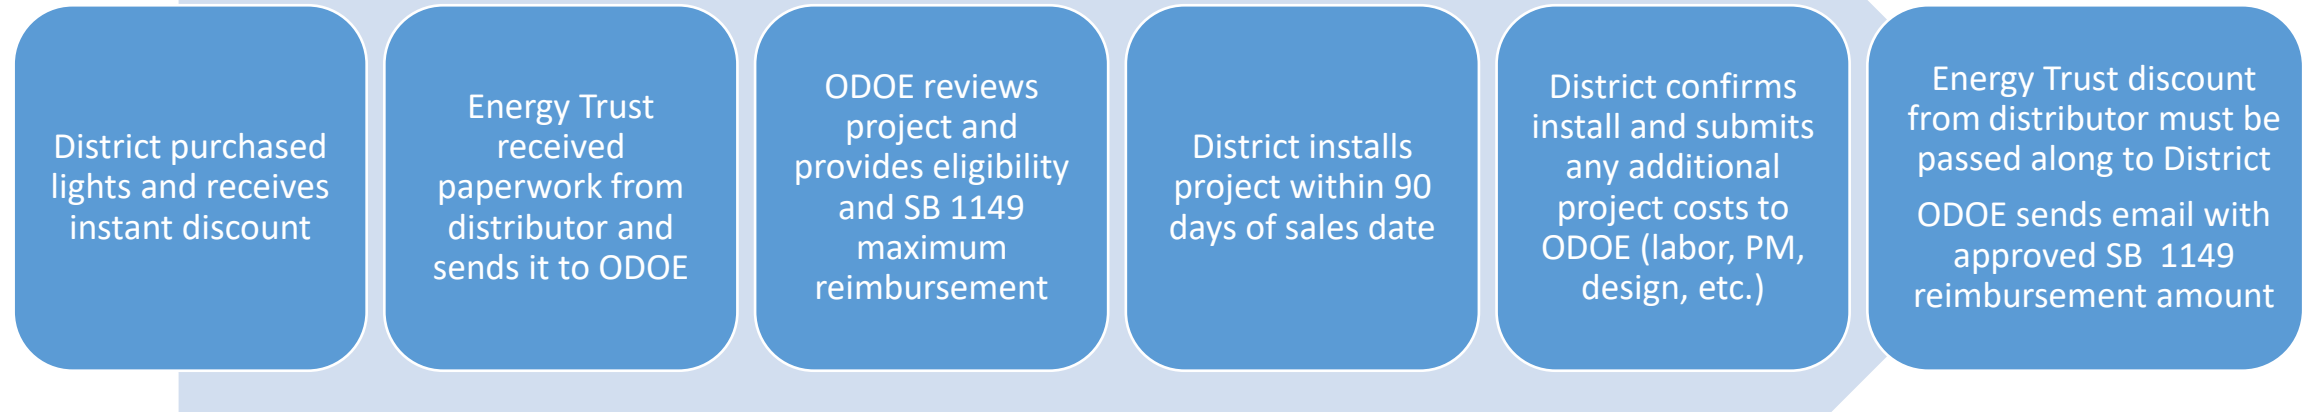 District purchased
lights and receives
instant discount
Energy Trust
received
paperwork from
distributor and
sends it to ODOE
ODOE reviews
project and
provides eligibility
and SB 1149
maximum
reimbursement
District installs
project within 90
days of sales date
District confirms
install and submits
any additional
project costs to
ODOE (labor, PM,
design, etc.)
Energy Trust discount
from distributor must be
passed along to District
ODOE sends email with
approved SB  1149
reimbursement amount